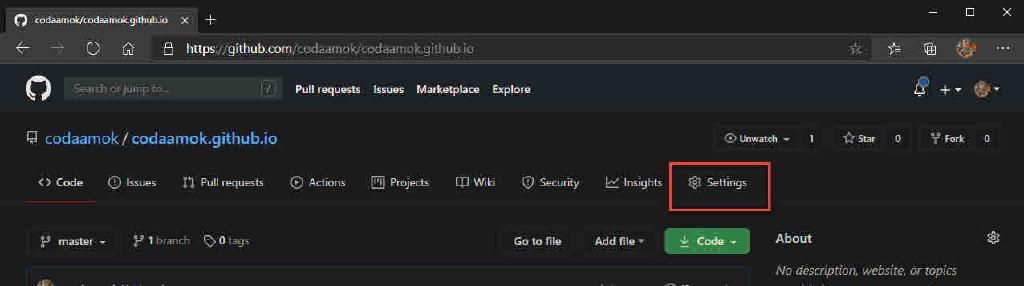 codaamok/codaamok.github.io
https://github.com/codaamok/codaamok.github.io
Search or jump to... / Pull requests Issues Marketplace Explore
codaamok / codaamok.github.io Unwatch 1 Star 0 Fork 0
Code Issues Pull requests Actions Projects Wiki Security Insights Settings
master 1 branch 0 tags Go to file Add file Code About
No description, website, or topics